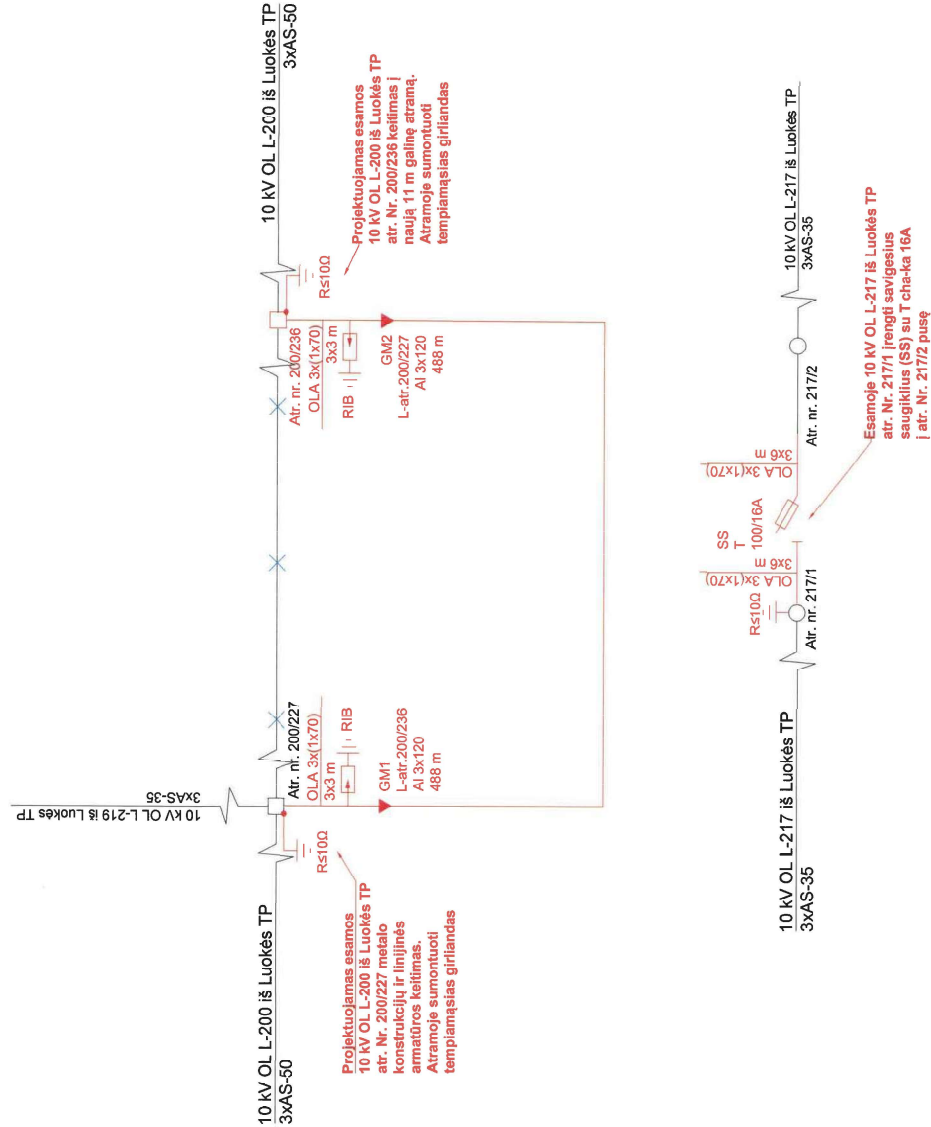 10 kV OL L-219 iš Luokės TP
3xAS-35
10 kV OL L-200 iš Luokės TP
3xAS-50
10 kV OL L-200 iš Luokės TP
3xAS-50
Atr. nr. 200/227
OLA 3x(1x70)
3x3 m
RIB
GM1
L-atr.200/236
Al 3x120
488 m
R≤10Ω
Projektuojamas esamos
10 kV OL L-200 iš Luokės TP
atr. Nr. 200/227 metalo
konstrukcijų ir linijinės
armatūros keitimas.
Atramoje sumontuoti
tempiamąsias girliandas
Atr. nr. 200/236
OLA 3x(1x70)
3x3 m
RIB
GM2
L-atr.200/227
Al 3x120
488 m
R≤10Ω
Projektuojamas esamos
10 kV OL L-200 iš Luokės TP
atr. Nr. 200/236 keitimas į
naują 11 m galinę atramą.
Atramoje sumontuoti
tempiamąsias girliandas
10 kV OL L-217 iš Luokės TP
3xAS-35
R≤10Ω
Atr. nr. 217/1
OLA 3x(1x70)
3x6 m
SS
T
100/16A
OLA 3x(1x70)
3x6 m
Atr. nr. 217/2
10 kV OL L-217 iš Luokės TP
3xAS-35
Esamoje 10 kV OL L-217 iš Luokės TP
atr. Nr. 217/1 įrengti savigesius
saugiklius (SS) su T cha-ka 16A
į atr. Nr. 217/2 pusę